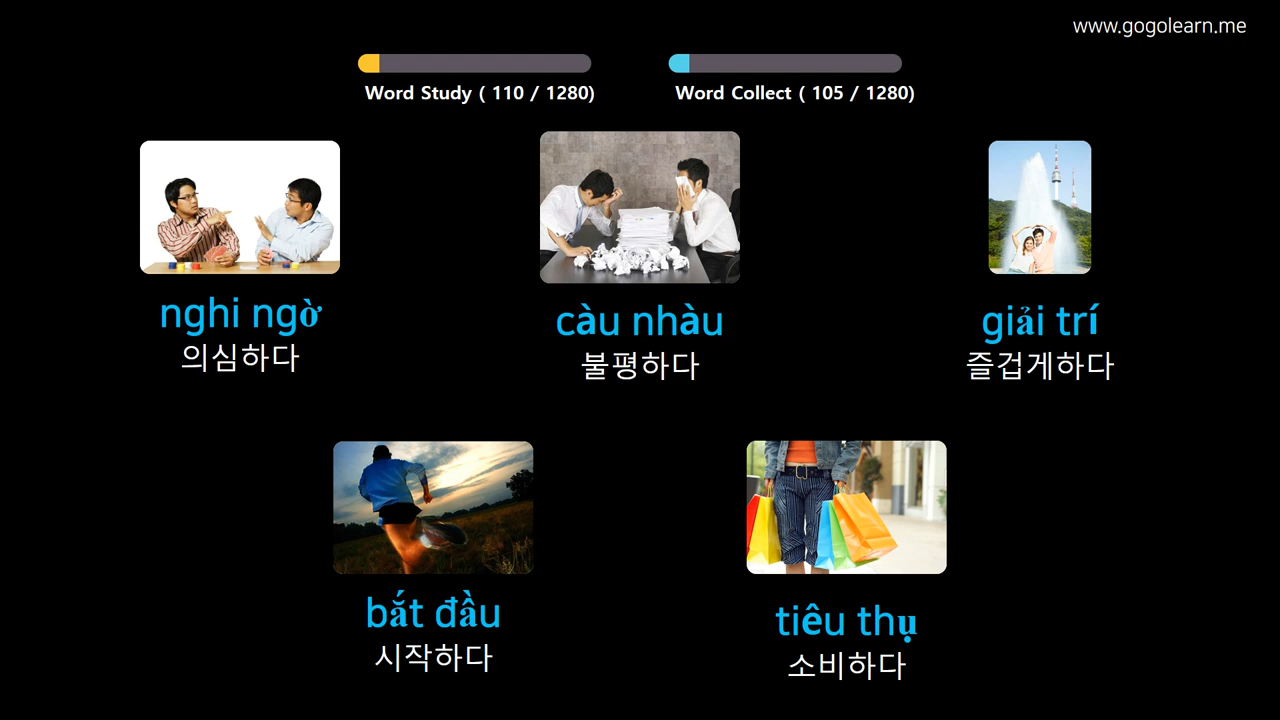 www.gogolearn.me
Word Study ( 110 / 1280)
Word Collect ( 105 / 1280)
nghi ngờ
의심하다
càu nhàu
불평하다
giải trí
즐겁게하다
bắt đầu
시작하다
tiêu thụ
소비하다